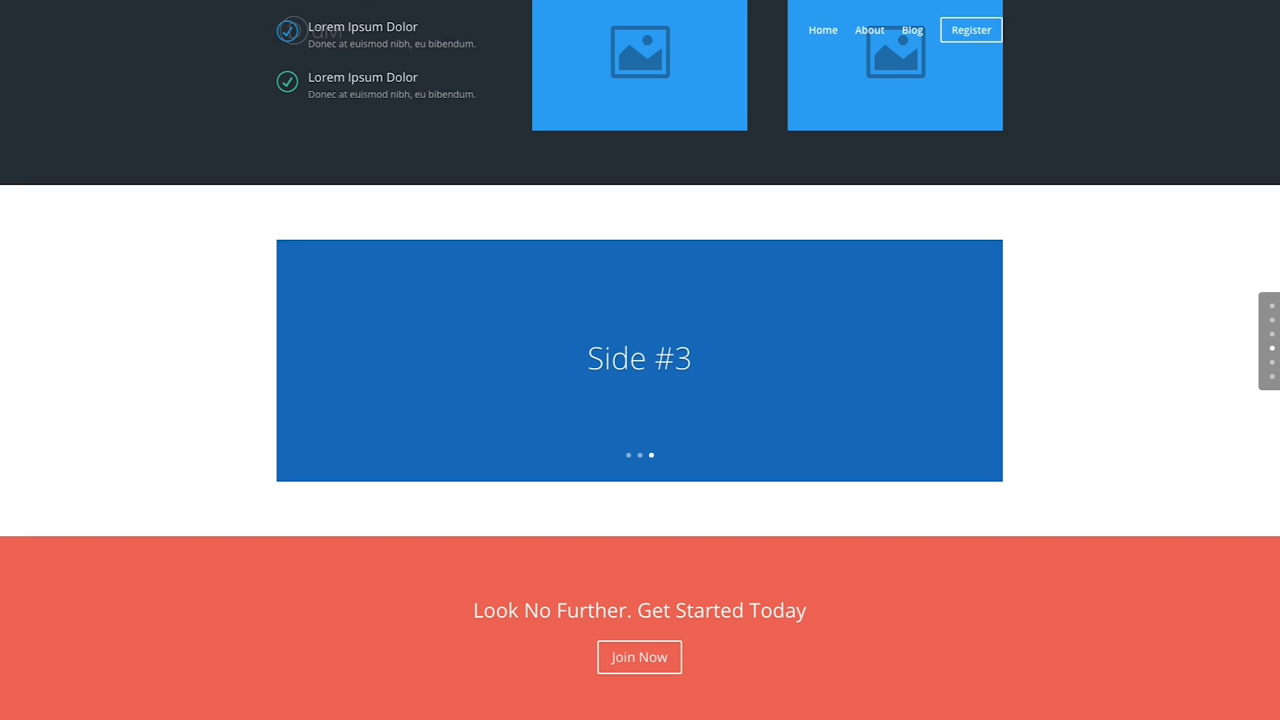 Lorem Ipsum Dolor
Donec at euismod nibh, eu bibendum.
Home About Blog Register
Lorem Ipsum Dolor
Donec at euismod nibh, eu bibendum.
Side #3
Look No Further. Get Started Today
Join Now